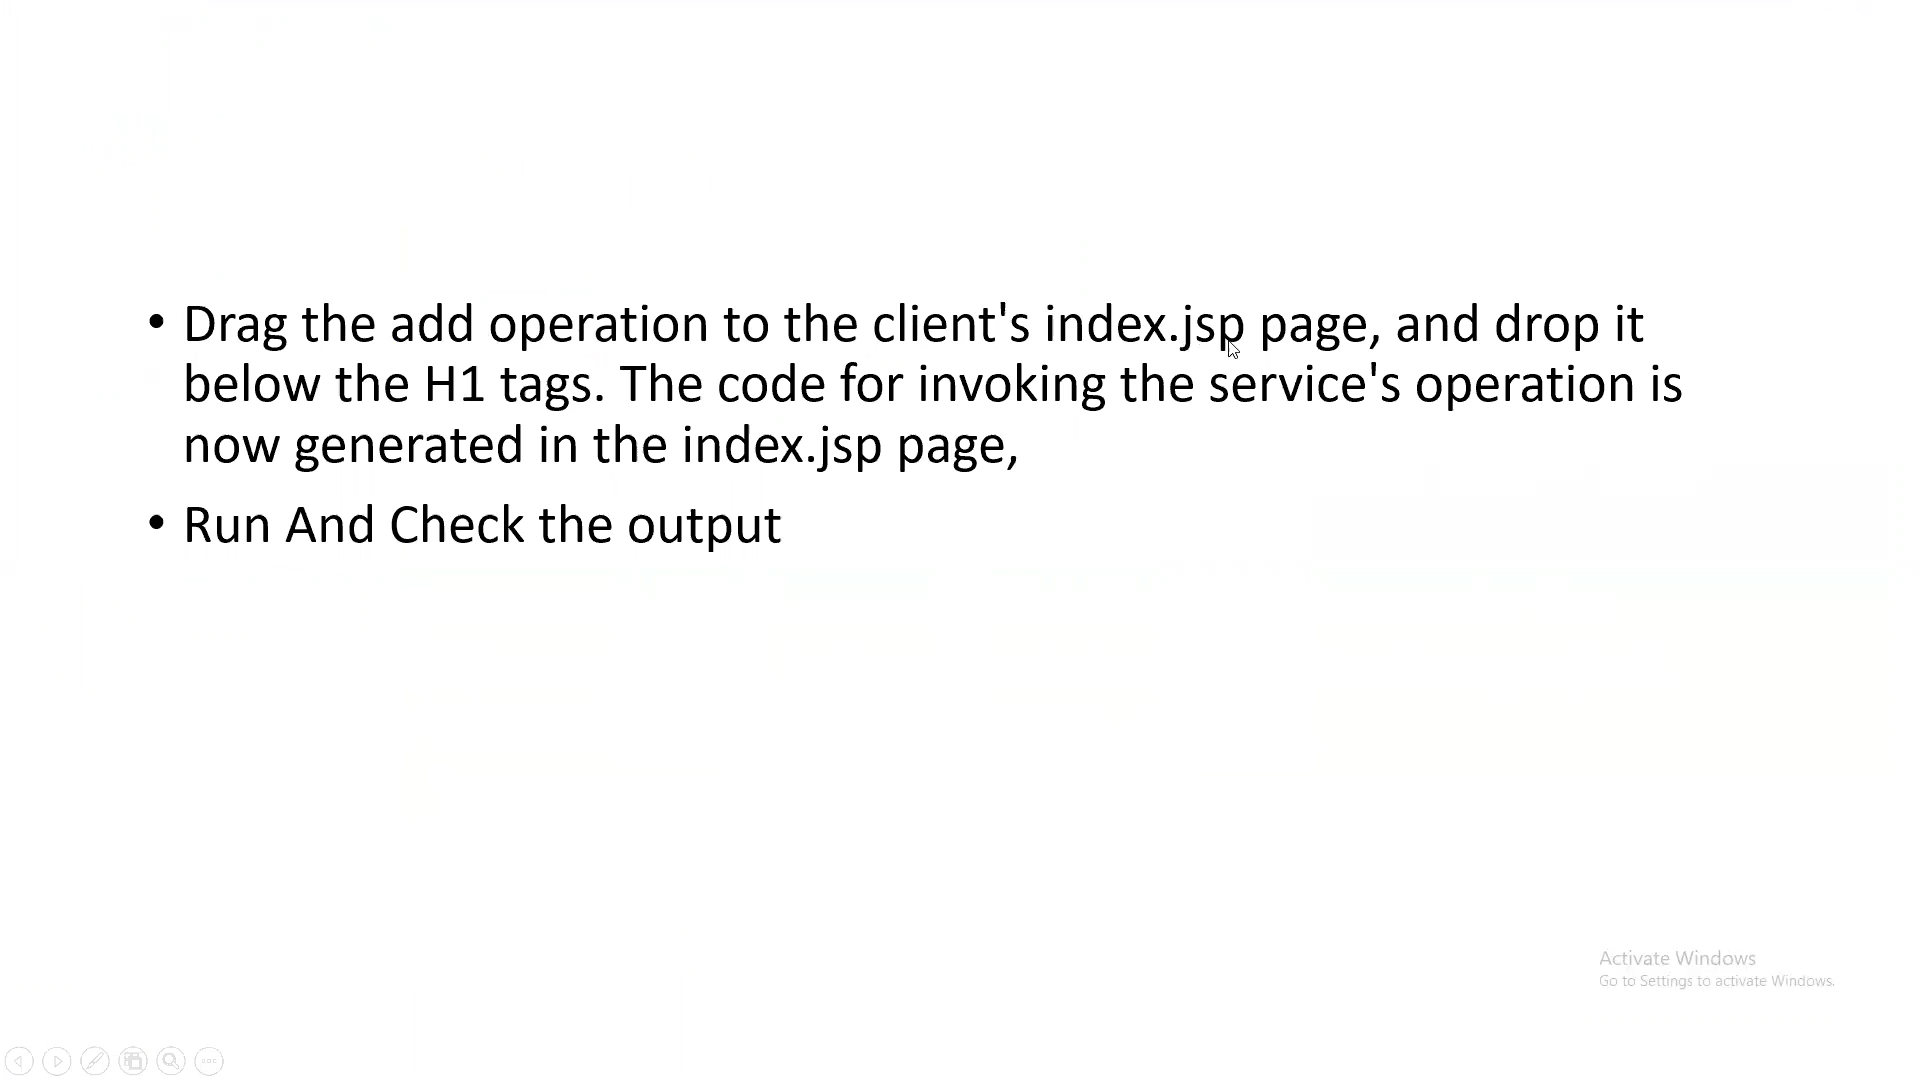 • Drag the add operation to the client's index.jsp page, and drop it
below the H1 tags. The code for invoking the service's operation is
now generated in the index.jsp page,
• Run And Check the output
Activate Windows
Go to Settings to activate Windows.